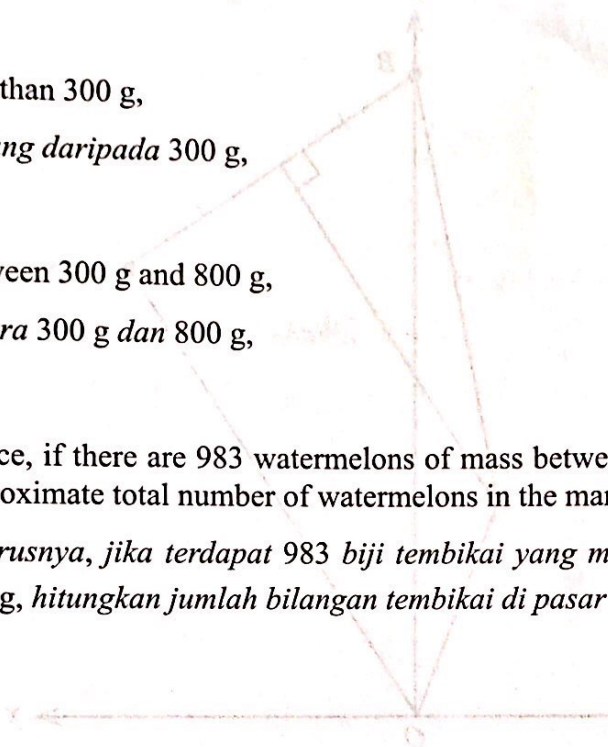 than 300 g,
ng daripada 300 g,
een 300 g and 800 g,
ra 300 g dan 800 g,
ce, if there are 983 watermelons of mass betwe
oximate total number of watermelons in the mar
rusnya, jika terdapat 983 biji tembikai yang m
g, hitungkan jumlah bilangan tembikai di pasar